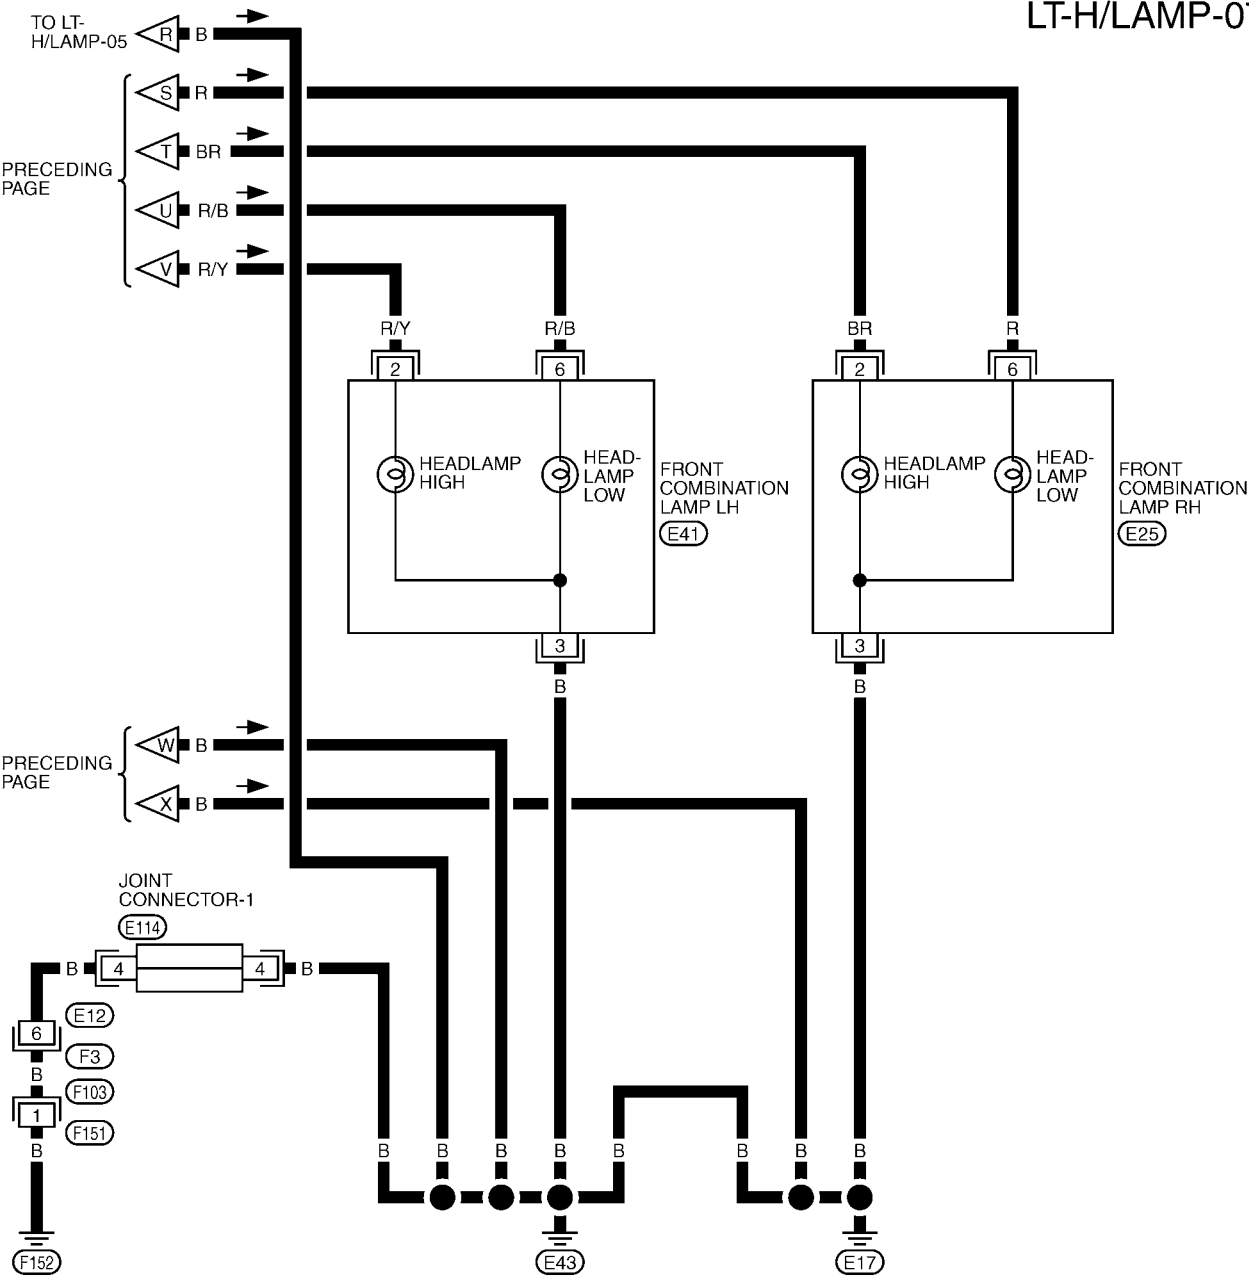 LT-H/LAMP-07
TO LT-
H/LAMP-05
R B
S R
T BR
U R/B
V R/Y
PRECEDING
PAGE
R/Y
R/B
BR
R
2
6
2
6
HEADLAMP
HIGH
HEAD-
LAMP
LOW
FRONT
COMBINATION
LAMP LH
E41
HEADLAMP
HIGH
HEAD-
LAMP
LOW
FRONT
COMBINATION
LAMP RH
E25
3
3
B
B
W B
X B
PRECEDING
PAGE
JOINT
CONNECTOR-1
E114
B 4 4 B
E12
6
F3
B
F103
1
F151
B
B B B B B B B B
F152
E43
E17